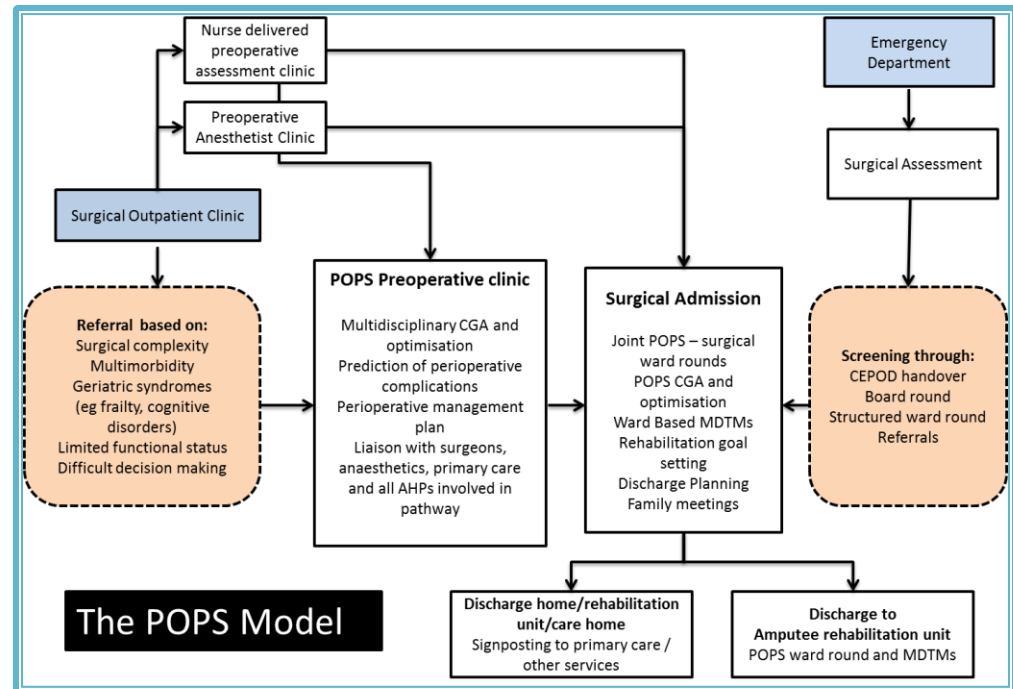 Nurse delivered
preoperative
assessment clinic
Preoperative
Anesthetist Clinic
Surgical Outpatient Clinic
Emergency
Department
Surgical Assessment
Referral based on:
Surgical complexity
Multimorbidity
Geriatric syndromes
(eg frailty, cognitive
disorders)
Limited functional status
Difficult decision making
POPS Preoperative clinic
Multidisciplinary CGA and
optimisation
Prediction of perioperative
complications
Perioperative management
plan
Liaison with surgeons,
anaesthetics, primary care
and all AHPs involved in
pathway
Surgical Admission
Joint POPS – surgical
ward rounds
POPS CGA and
optimisation
Ward Based MDTMs
Rehabilitation goal
setting
Discharge Planning
Family meetings
Screening through:
CEPOD handover
Board round
Structured ward round
Referrals
The POPS Model
Discharge home/rehabilitation
unit/care home
Signposting to primary care /
other services
Discharge to
Amputee rehabilitation unit
POPS ward round and MDTMs